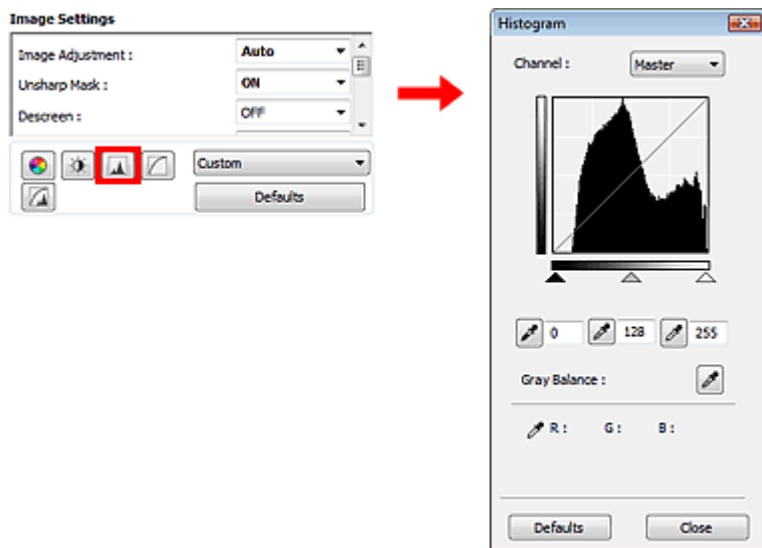 Image Settings
Image Adjustment : Auto
Unsharp Mask : ON
Descreen : OFF
Custom
Defaults
Histogram
Channel : Master
0 128 255
Gray Balance :
R : G : B :
Defaults Close